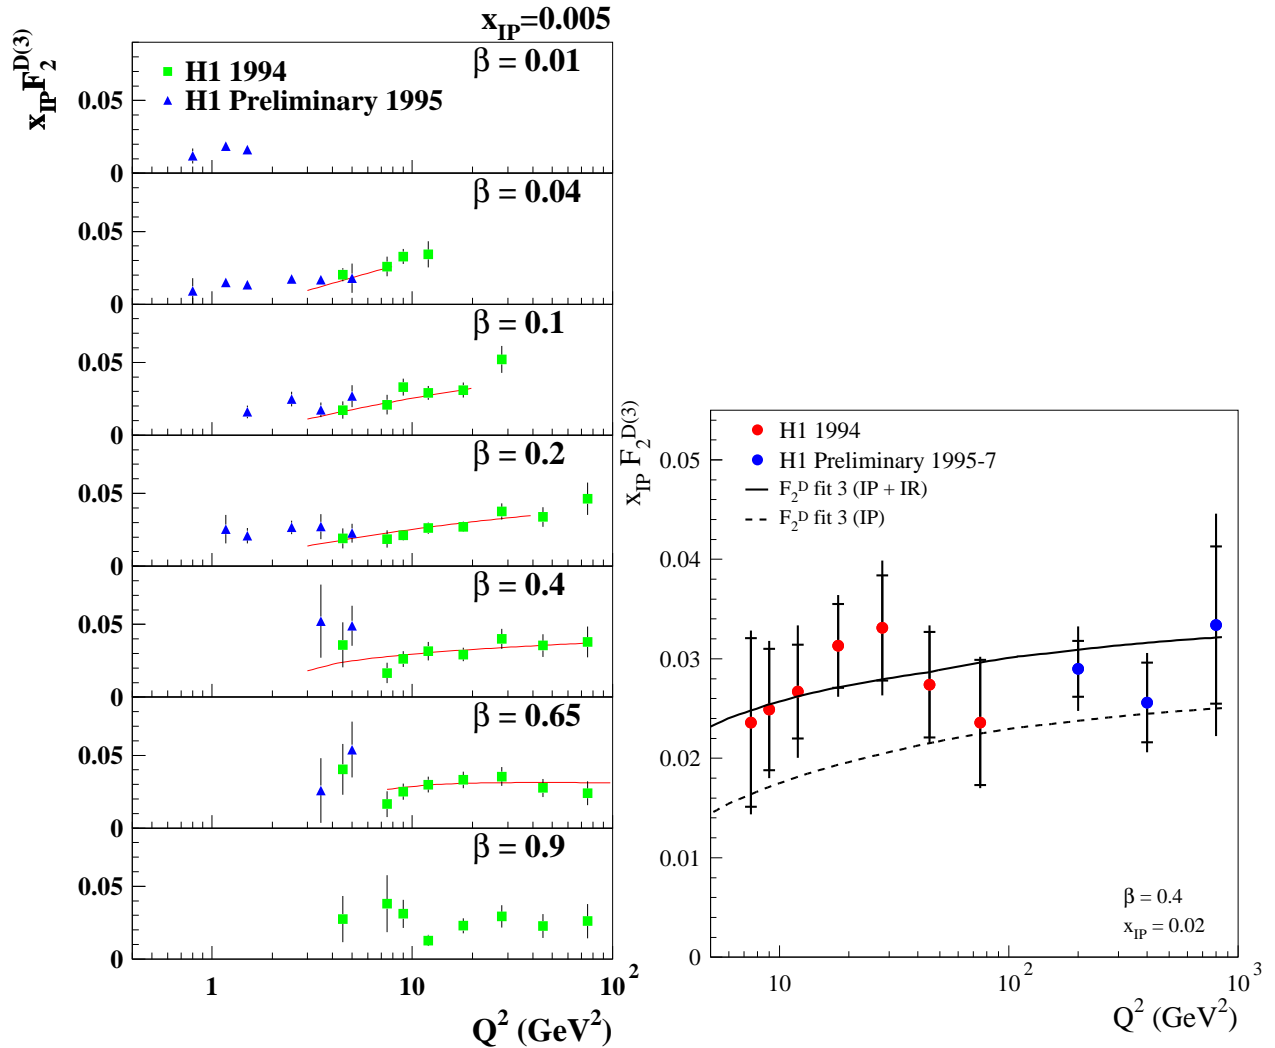 x_IP=0.005
x_IP F_2^D(3)
β = 0.01
H1 1994
H1 Preliminary 1995
0.05
0
β = 0.04
0.05
0
β = 0.1
0.05
0
β = 0.2
0.05
0
β = 0.4
0.05
0
β = 0.65
0.05
0
β = 0.9
0.05
0
1 10 10^2
Q^2 (GeV^2)
x_IP F_2^D(3)
H1 1994
H1 Preliminary 1995-7
F_2^D fit 3 (IP + IR)
F_2^D fit 3 (IP)
0.05
0.04
0.03
0.02
0.01
0
β = 0.4
x_IP = 0.02
10 10^2 10^3
Q^2 (GeV^2)